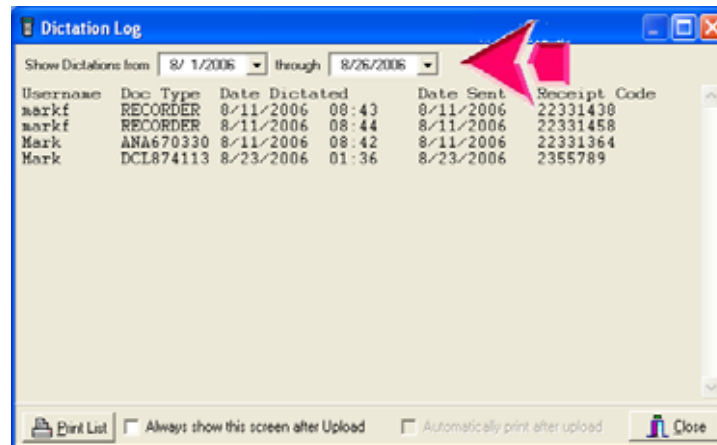 Dictation Log
Show Dictations from 8/ 1/2006 through 8/26/2006
Username Doc Type Date Dictated Date Sent Receipt Code
markf RECORDER 8/11/2006 08:43 8/11/2006 22331438
markf RECORDER 8/11/2006 08:44 8/11/2006 22331458
Mark ANA670330 8/11/2006 08:42 8/11/2006 22331364
Mark DCL874113 8/23/2006 01:36 8/23/2006 2355789
Print List Always show this screen after Upload Automatically print after upload Close